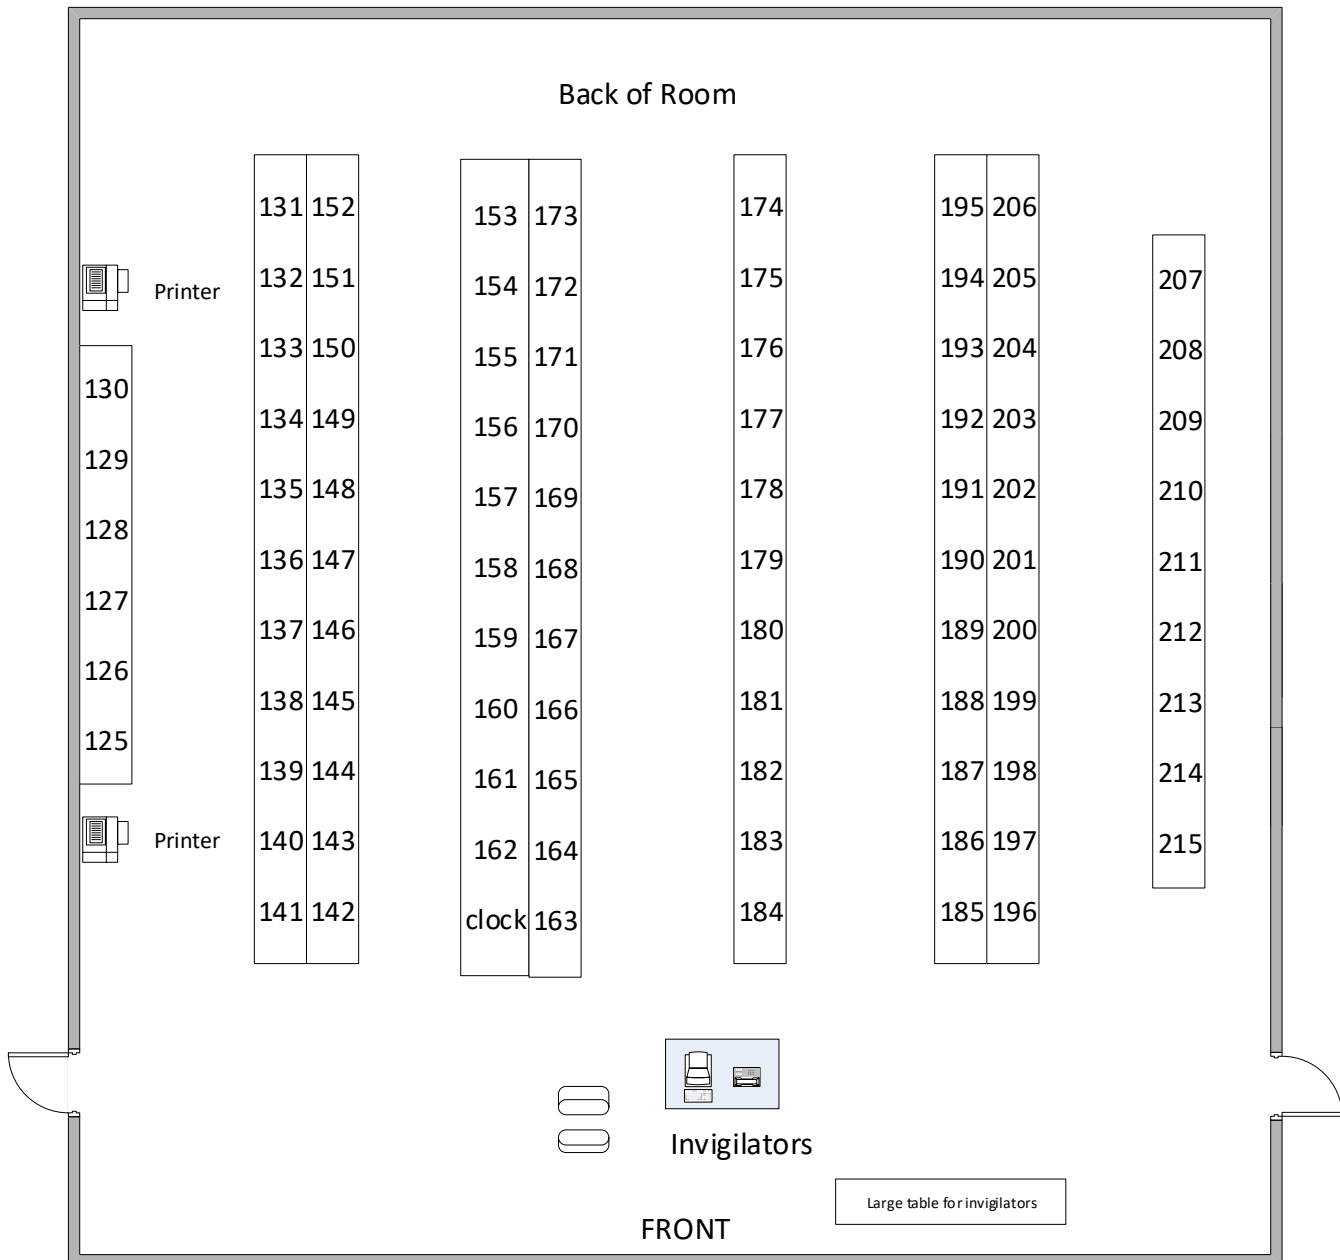 Back of Room
131 152 174 195 206
153 173
132 151 175 194 205 207
154 172
Printer
133 150 176 193 204 208
155 171
130
134 149 177 192 203 209
156 170
129
135 148 178 191 202 210
157 169
128
136 147 179 190 201 211
158 168
127
137 146 180 189 200 212
159 167
126
138 145 181 188 199 213
160 166
125
139 144 182 187 198 214
161 165
Printer
140 143 183 186 197 215
162 164
141 142 184 185 196
clock 163
Invigilators
Large table for invigilators
FRONT